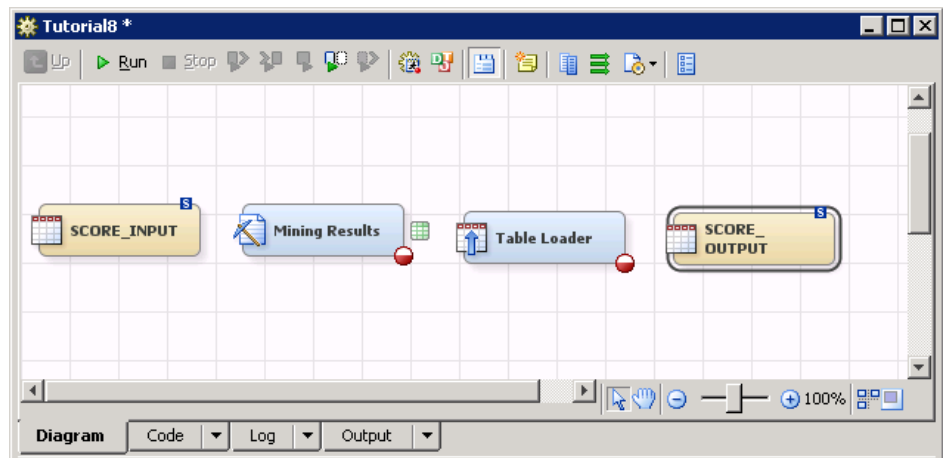 Tutorial8 *
Up Run Stop
S S
SCORE_INPUT Mining Results Table Loader SCORE_
OUTPUT
100%
Diagram Code Log Output